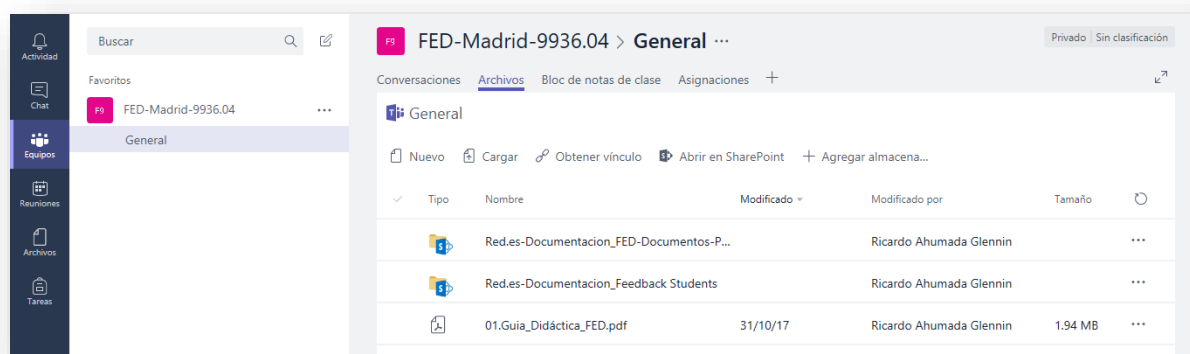 Actividad
Chat
Equipos
Reuniones
Archivos
Tareas
Buscar
Favoritos
F9 FED-Madrid-9936.04 ...
General
F9 FED-Madrid-9936.04 > General ...
Privado | Sin clasificación
Conversaciones Archivos Bloc de notas de clase Asignaciones +
General
Nuevo Cargar Obtener vínculo Abrir en SharePoint + Agregar almacena...
Tipo Nombre Modificado Modificado por Tamaño
Red.es-Documentacion_FED-Documentos-P... Ricardo Ahumada Glennin ...
Red.es-Documentacion_Feedback Students Ricardo Ahumada Glennin ...
01.Guia_Didáctica_FED.pdf 31/10/17 Ricardo Ahumada Glennin 1.94 MB ...